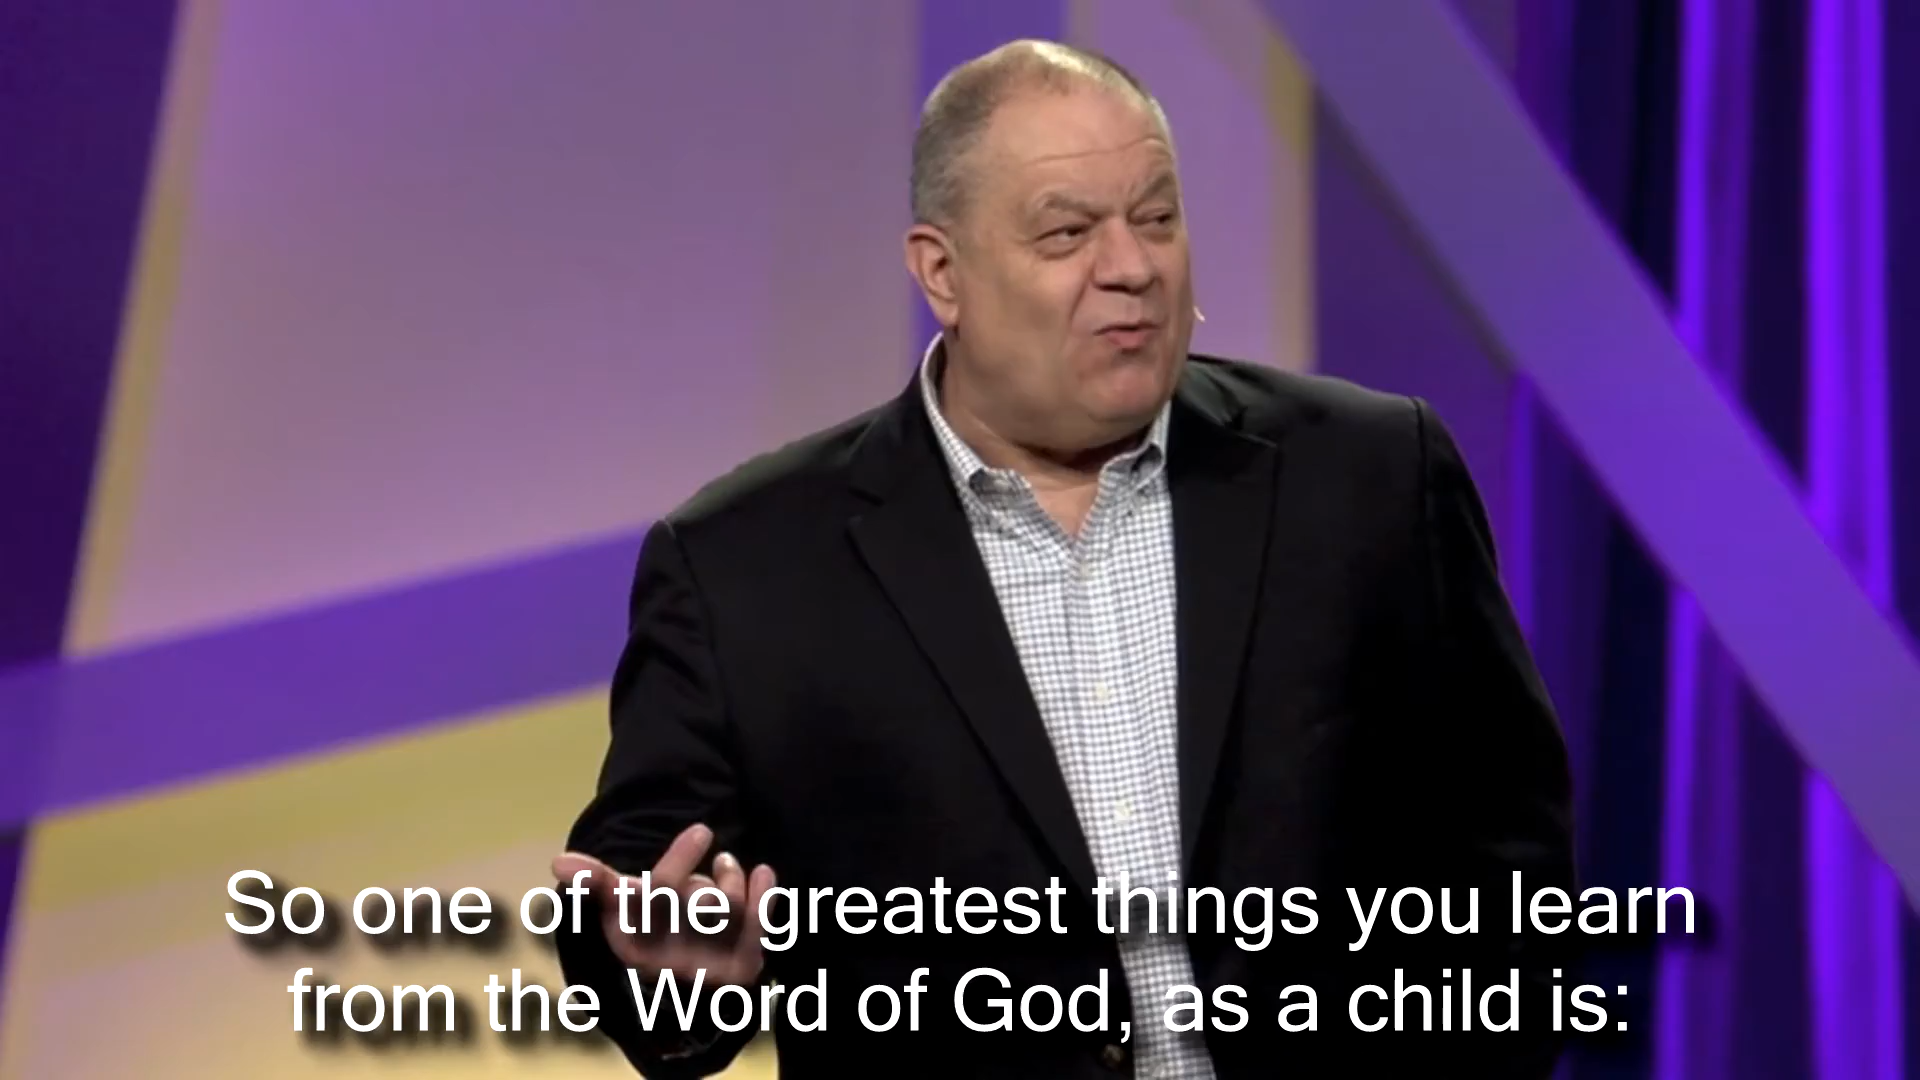 So one of the greatest things you learn
from the Word of God, as a child is: